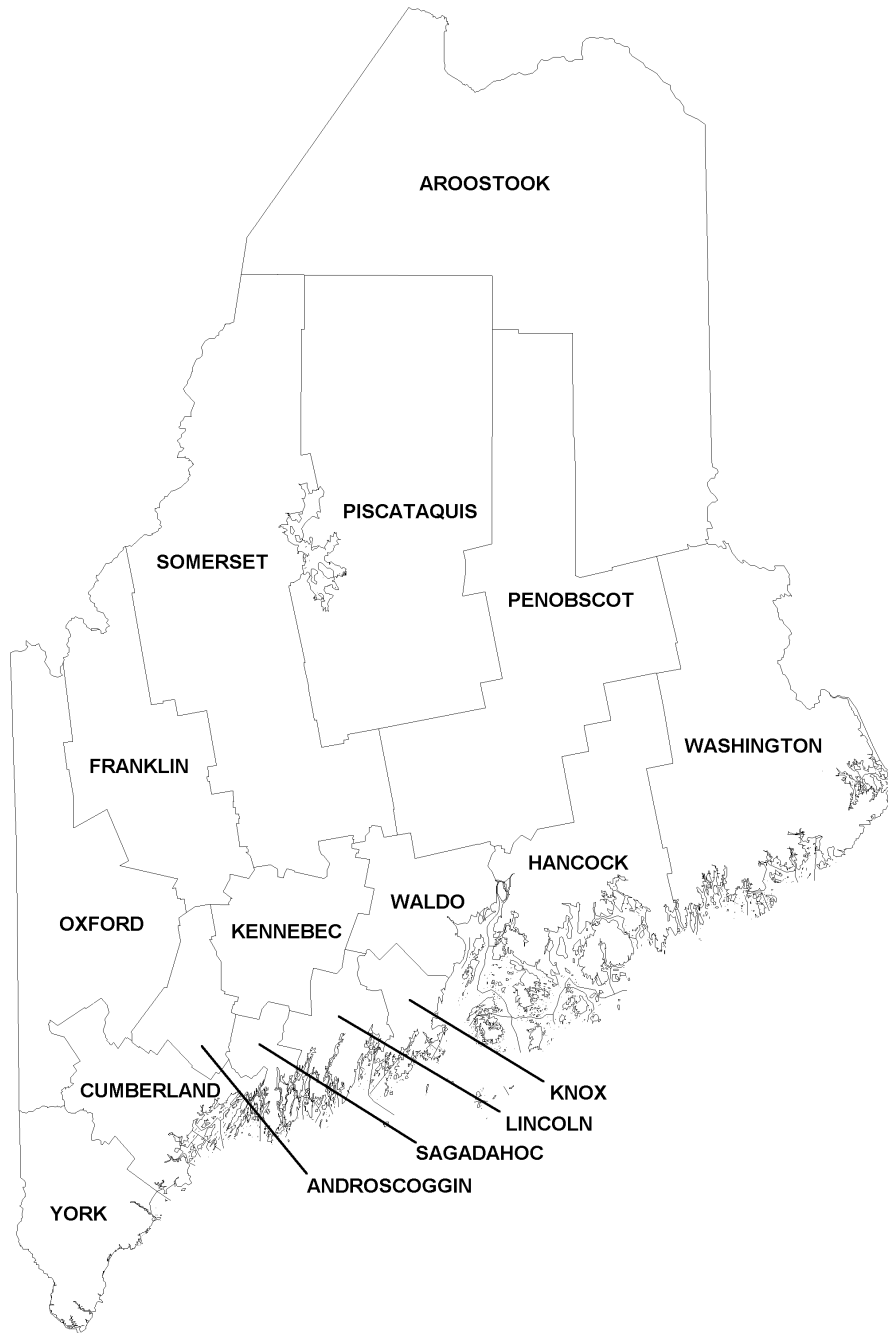 AROOSTOOK
PISCATAQUIS
SOMERSET
PENOBSCOT
WASHINGTON
FRANKLIN
HANCOCK
WALDO
OXFORD
KENNEBEC
CUMBERLAND
KNOX
LINCOLN
SAGADAHOC
ANDROSCOGGIN
YORK